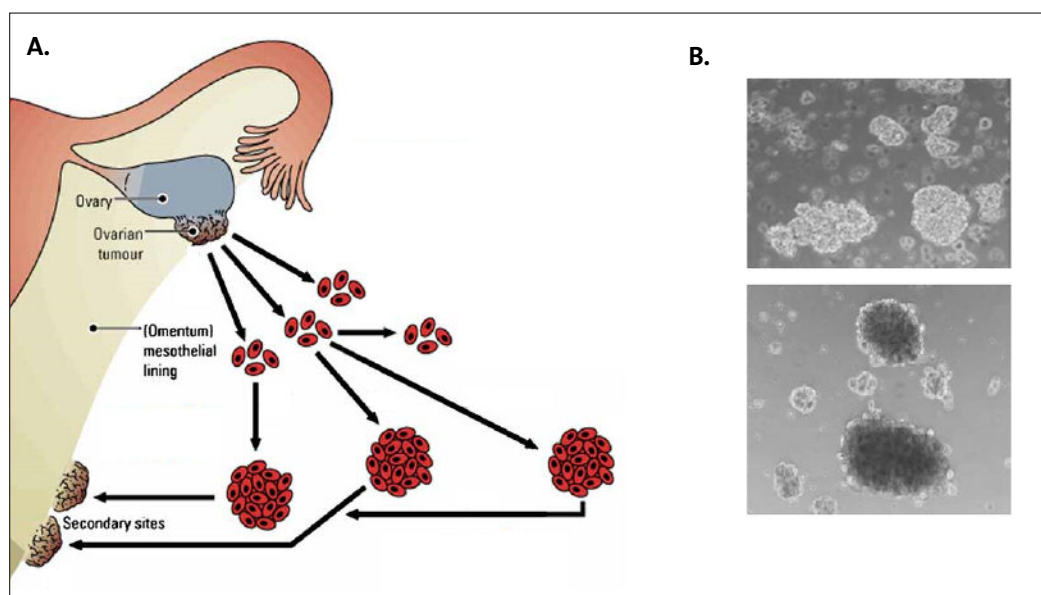 A.
B.
Ovary
Ovarian
tumour
(Omentum)
mesothelial
lining
Secondary sites